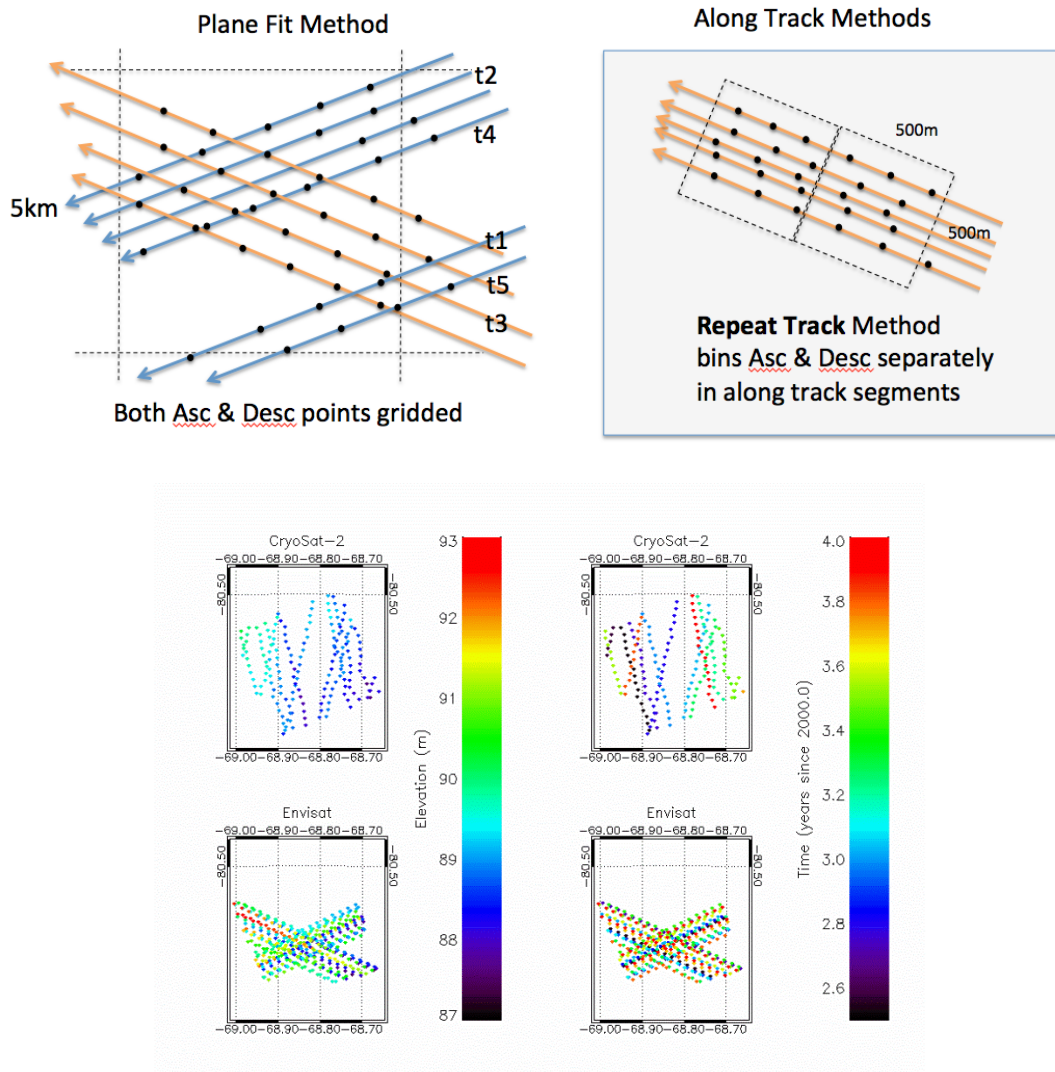 Plane Fit Method
t2
t4
5km
t1
t5
t3
Both Asc & Desc points gridded
Along Track Methods
500m
500m
Repeat Track Method
bins Asc & Desc separately
in along track segments
CryoSat-2
-69.00-68.90-68.80-68.70
-80.50
-80.50
-69.00-68.90-68.80-68.70
Envisat
-69.00-68.90-68.80-68.70
-80.50
-80.50
-69.00-68.90-68.80-68.70
93
92
91
90
89
88
87
Elevation (m)
CryoSat-2
-69.00-68.90-68.80-68.70
-80.50
-80.50
-69.00-68.90-68.80-68.70
Envisat
-69.00-68.90-68.80-68.70
-80.50
-80.50
-69.00-68.90-68.80-68.70
4.0
3.8
3.6
3.4
3.2
3.0
2.8
2.6
Time (years since 2000.0)